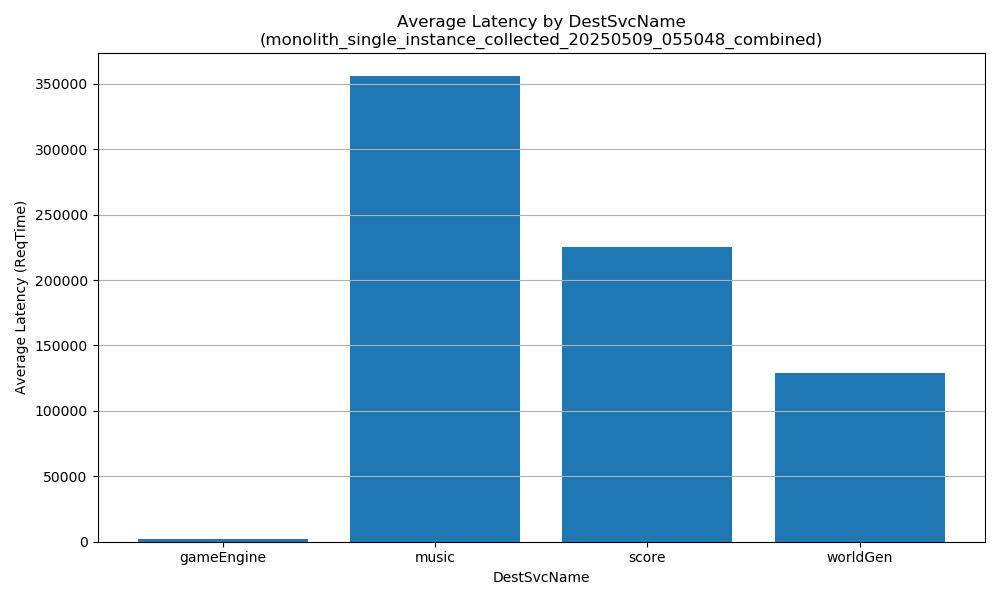 Average Latency by DestSvcName
(monolith_single_instance_collected_20250509_055048_combined)
Average Latency (ReqTime)
350000
300000
250000
200000
150000
100000
50000
0
gameEngine
music
score
worldGen
DestSvcName